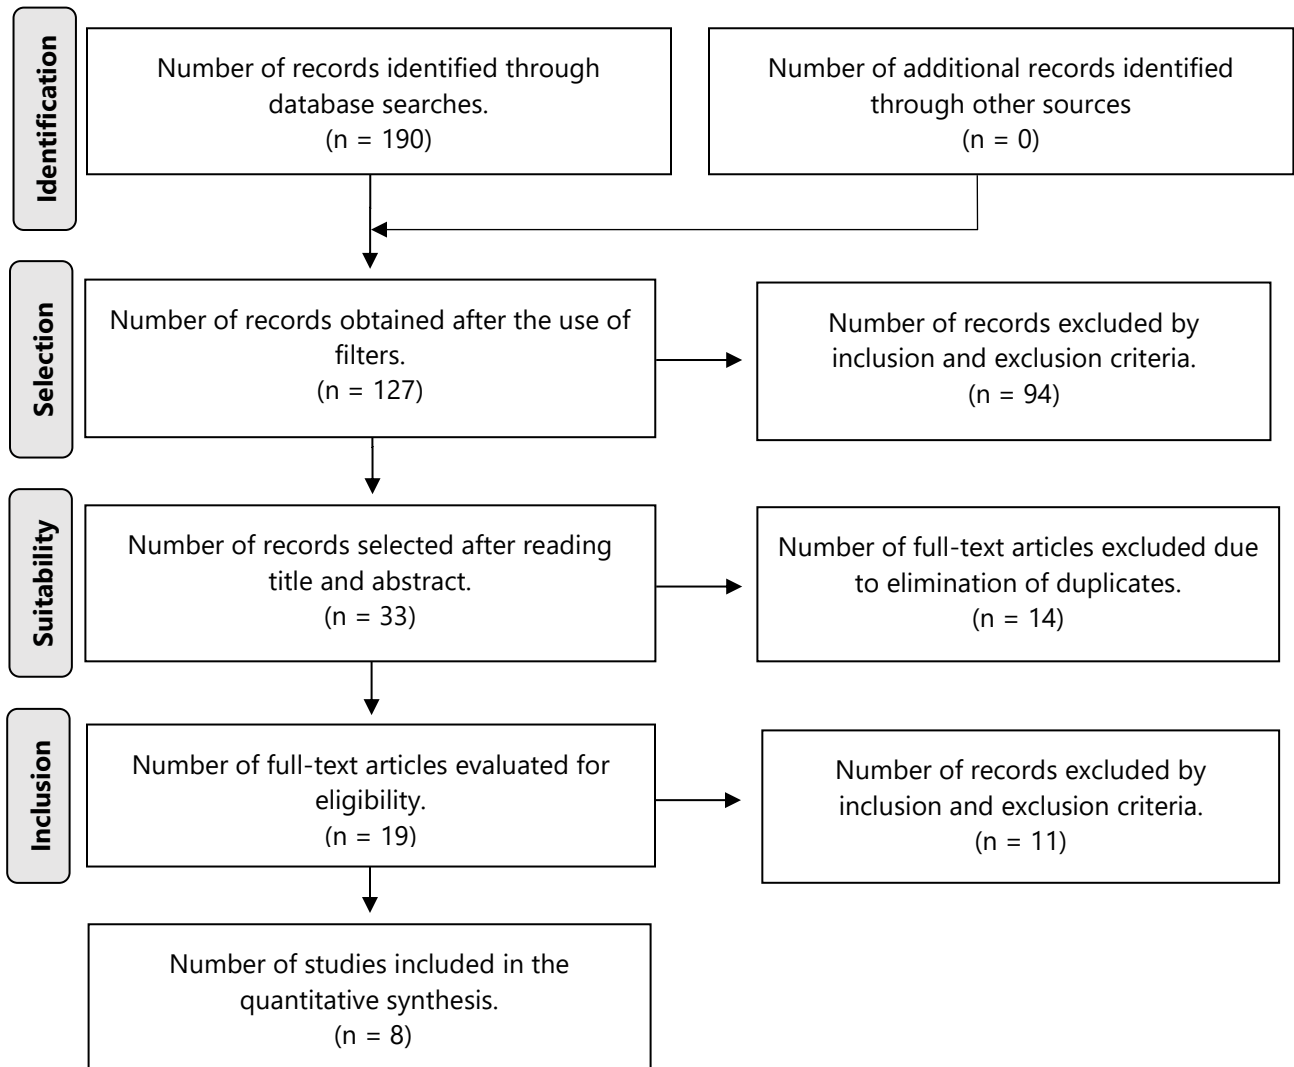 Identification
Number of records identified through
database searches.
(n = 190)
Number of additional records identified
through other sources
(n = 0)
Selection
Number of records obtained after the use of
filters.
(n = 127)
Number of records excluded by
inclusion and exclusion criteria.
(n = 94)
Suitability
Number of records selected after reading
title and abstract.
(n = 33)
Number of full-text articles excluded due
to elimination of duplicates.
(n = 14)
Inclusion
Number of full-text articles evaluated for
eligibility.
(n = 19)
Number of records excluded by
inclusion and exclusion criteria.
(n = 11)
Number of studies included in the
quantitative synthesis.
(n = 8)